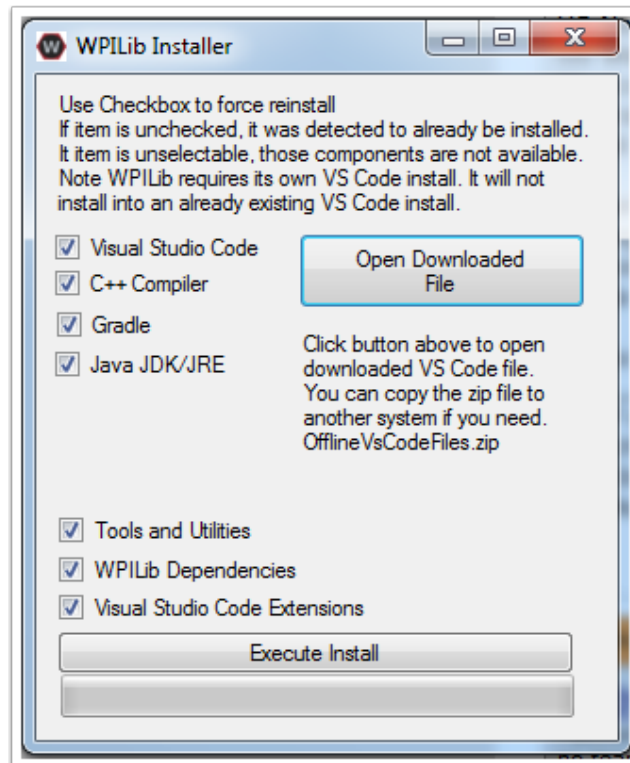 WPILib Installer
Use Checkbox to force reinstall
If item is unchecked, it was detected to already be installed.
It item is unselectable, those components are not available.
Note WPILib requires its own VS Code install. It will not
install into an already existing VS Code install.
Visual Studio Code
C++ Compiler
Gradle
Java JDK/JRE
Open Downloaded
File
Click button above to open
downloaded VS Code file.
You can copy the zip file to
another system if you need.
OfflineVsCodeFiles.zip
Tools and Utilities
WPILib Dependencies
Visual Studio Code Extensions
Execute Install